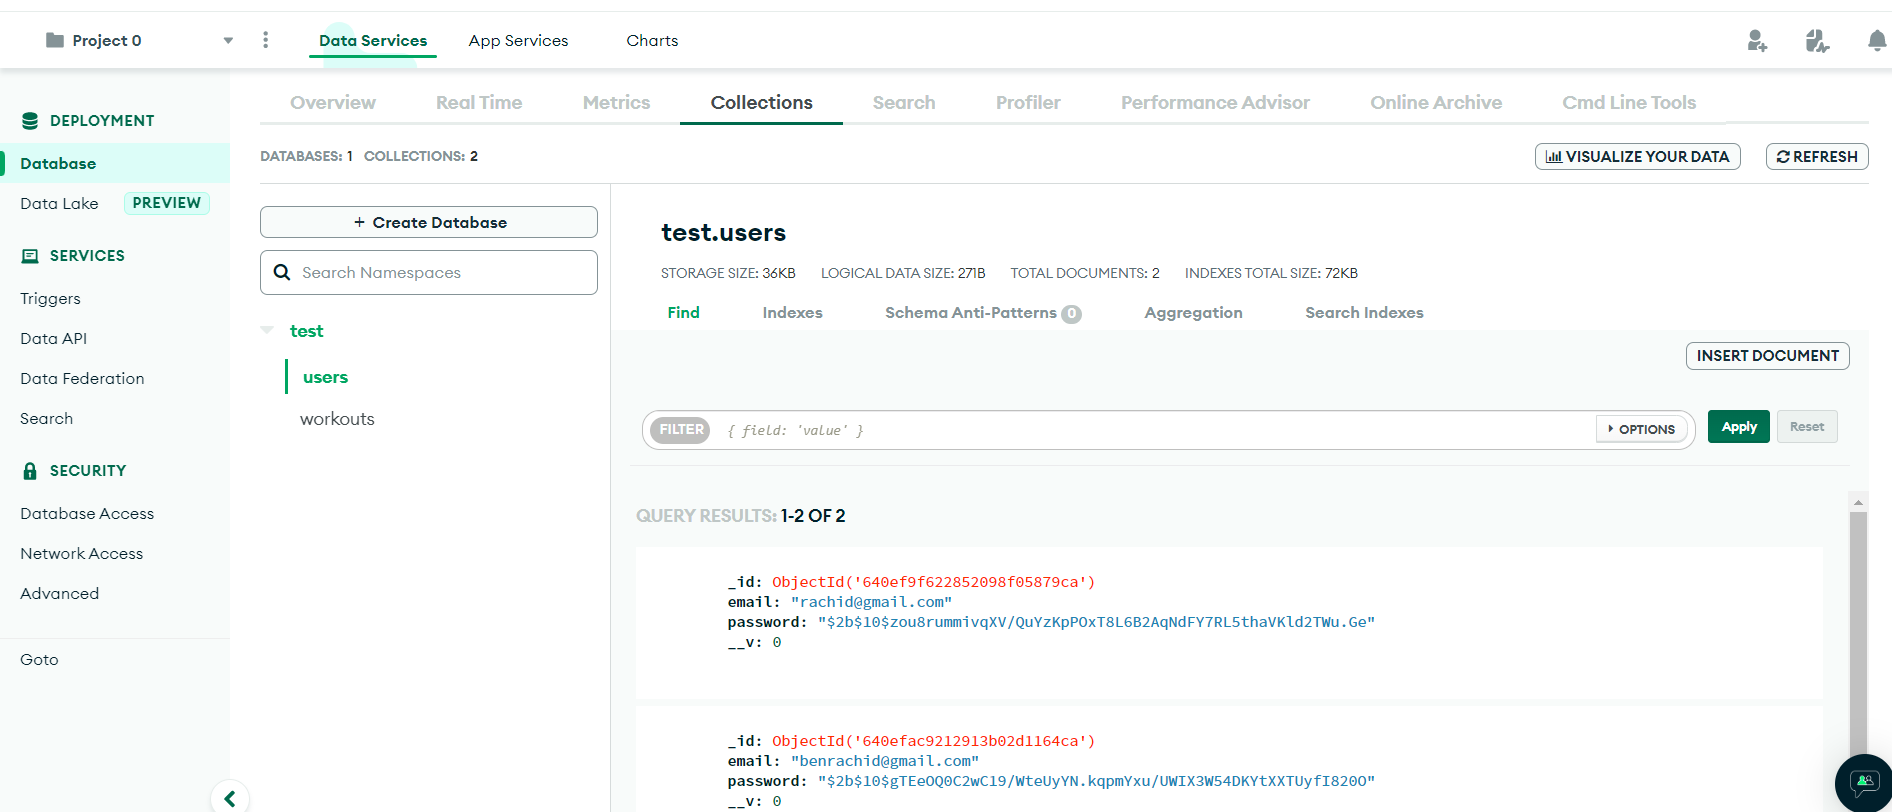 Project 0
Data Services
App Services
Charts
DEPLOYMENT
Database
Data Lake PREVIEW
SERVICES
Triggers
Data API
Data Federation
Search
SECURITY
Database Access
Network Access
Advanced
Goto
Overview
Real Time
Metrics
Collections
Search
Profiler
Performance Advisor
Online Archive
Cmd Line Tools
DATABASES: 1 COLLECTIONS: 2
VISUALIZE YOUR DATA
REFRESH
+ Create Database
Search Namespaces
test
users
workouts
test.users
STORAGE SIZE: 36KB LOGICAL DATA SIZE: 271B TOTAL DOCUMENTS: 2 INDEXES TOTAL SIZE: 72KB
Find
Indexes
Schema Anti-Patterns 0
Aggregation
Search Indexes
INSERT DOCUMENT
FILTER { field: 'value' } OPTIONS Apply Reset
QUERY RESULTS: 1-2 OF 2
_id: ObjectId('640ef9f622852098f05879ca')
email: "rachid@gmail.com"
password: "$2b$10$zou8rummivqXV/QuYzKpPOxT8L6B2AqNdFY7RL5thaVKld2TWu.Ge"
__v: 0
_id: ObjectId('640efac9212913b02d1164ca')
email: "benrachid@gmail.com"
password: "$2b$10$gTEeOQ0C2wC19/WteUyYN.kqpmYxu/UWIX3W54DKYtXXTUyfI820O"
__v: 0